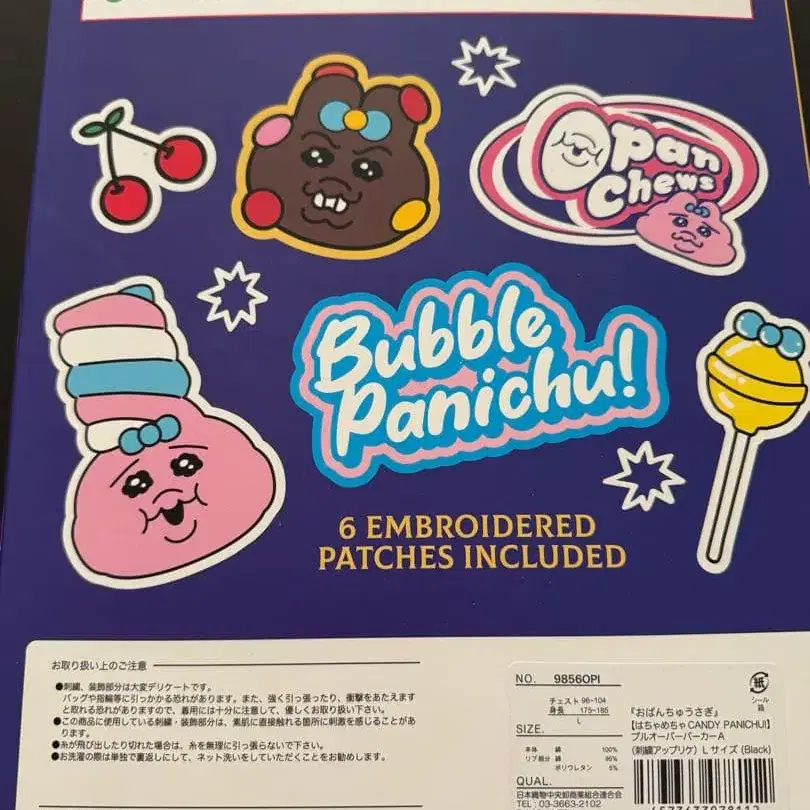 Opan
Chews
Bubble
Panichu!
6 EMBROIDERED
PATCHES INCLUDED
お取り扱い上のご注意
●刺繍、装飾部分は大変デリケートです。
バッグや指輪等に引っかかる恐れがあります。また、強く引っ張ったり、衝撃をあたえます
と取れる恐れがありますので、着用には十分に注意して、優しくお取り扱い下さい。
●この商品に使用している刺繍・装飾部分は、素肌に直接触れる箇所に刺激を感じることがあ
ります。
●糸が飛び出したり切れた場合は、糸を無理に引っ張らないで下さい。
●お洗濯の際は単独で裏返しにして、ネット洗いをしていただくことをお勧めします。
NO. 9856OPI
チェスト 96-104
身長 175-185
L
SIZE.
本体 綿 100%
リブ部分 綿 95%
ポリウレタン 5%
QUAL.
日本織物中央卸商業組合連合会
TEL : 03-3662-2102
紙
シール
箱
『おぱんちゅうさぎ』
【はちゃめちゃCANDY PANICHU!】
プルオーバーパーカーA
(刺繍アップリケ) Lサイズ (Black)